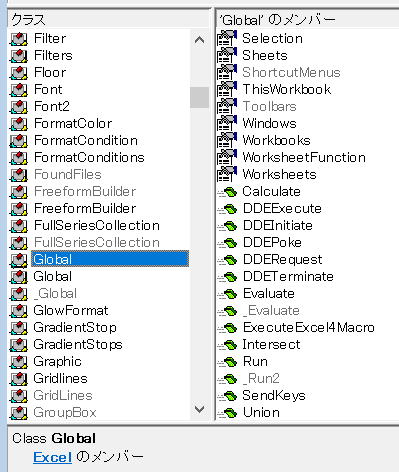 クラス
Filter
Filters
Floor
Font
Font2
FormatColor
FormatCondition
FormatConditions
FoundFiles
FreeformBuilder
FreeformBuilder
FullSeriesCollection
FullSeriesCollection
Global
Global
_Global
GlowFormat
GradientStop
GradientStops
Graphic
Gridlines
GridLines
GroupBox
'Global' のメンバー
Selection
Sheets
ShortcutMenus
ThisWorkbook
Toolbars
Windows
Workbooks
WorksheetFunction
Worksheets
Calculate
DDEExecute
DDEInitiate
DDEPoke
DDERequest
DDETerminate
Evaluate
_Evaluate
ExecuteExcel4Macro
Intersect
Run
_Run2
SendKeys
Union
Class Global
Excel のメンバー